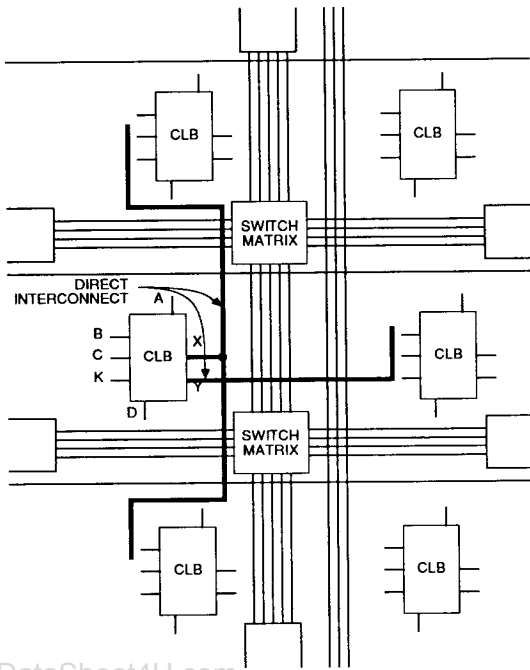 CLB
CLB
SWITCH
MATRIX
DIRECT
INTERCONNECT
A
B
X
C
CLB
CLB
K
Y
D
SWITCH
MATRIX
CLB
CLB
DataSheet4U.com